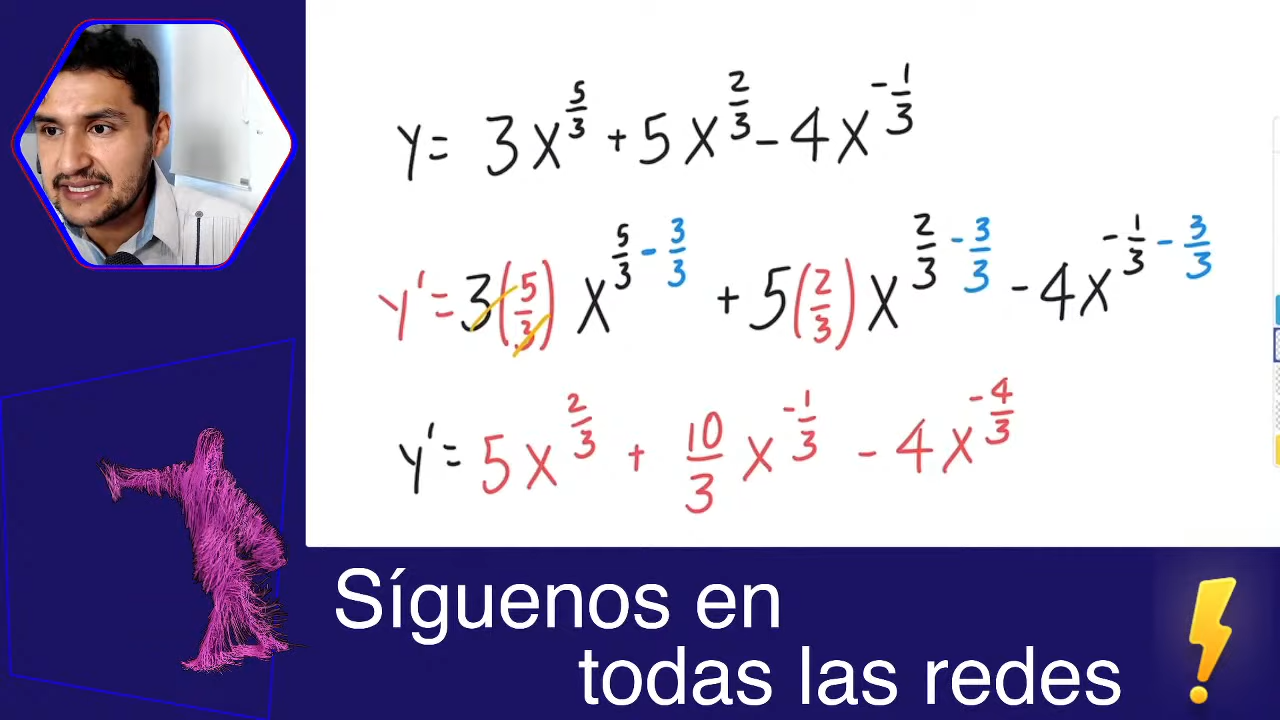 y= 3x^{5/3} + 5x^{2/3} - 4x^{-1/3}
y'= 3(5/3) x^{5/3 - 3/3} + 5(2/3) x^{2/3 - 3/3} - 4x^{-1/3 - 3/3}
y'= 5x^{2/3} + 10/3 x^{-1/3} - 4x^{-4/3}
Síguenos en
todas las redes